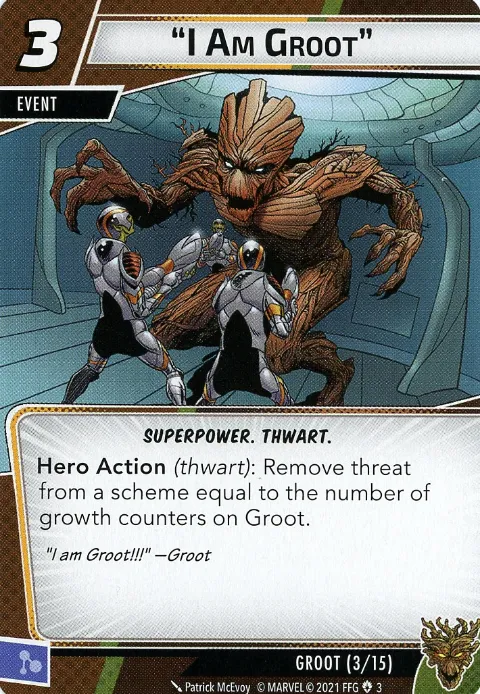 3
“I AM GROOT”
EVENT
SUPERPOWER. THWART.
Hero Action (thwart): Remove threat
from a scheme equal to the number of
growth counters on Groot.
"I am Groot!!!" —Groot
GROOT (3/15)
Patrick McEvoy © MARVEL © 2021 FFG 3